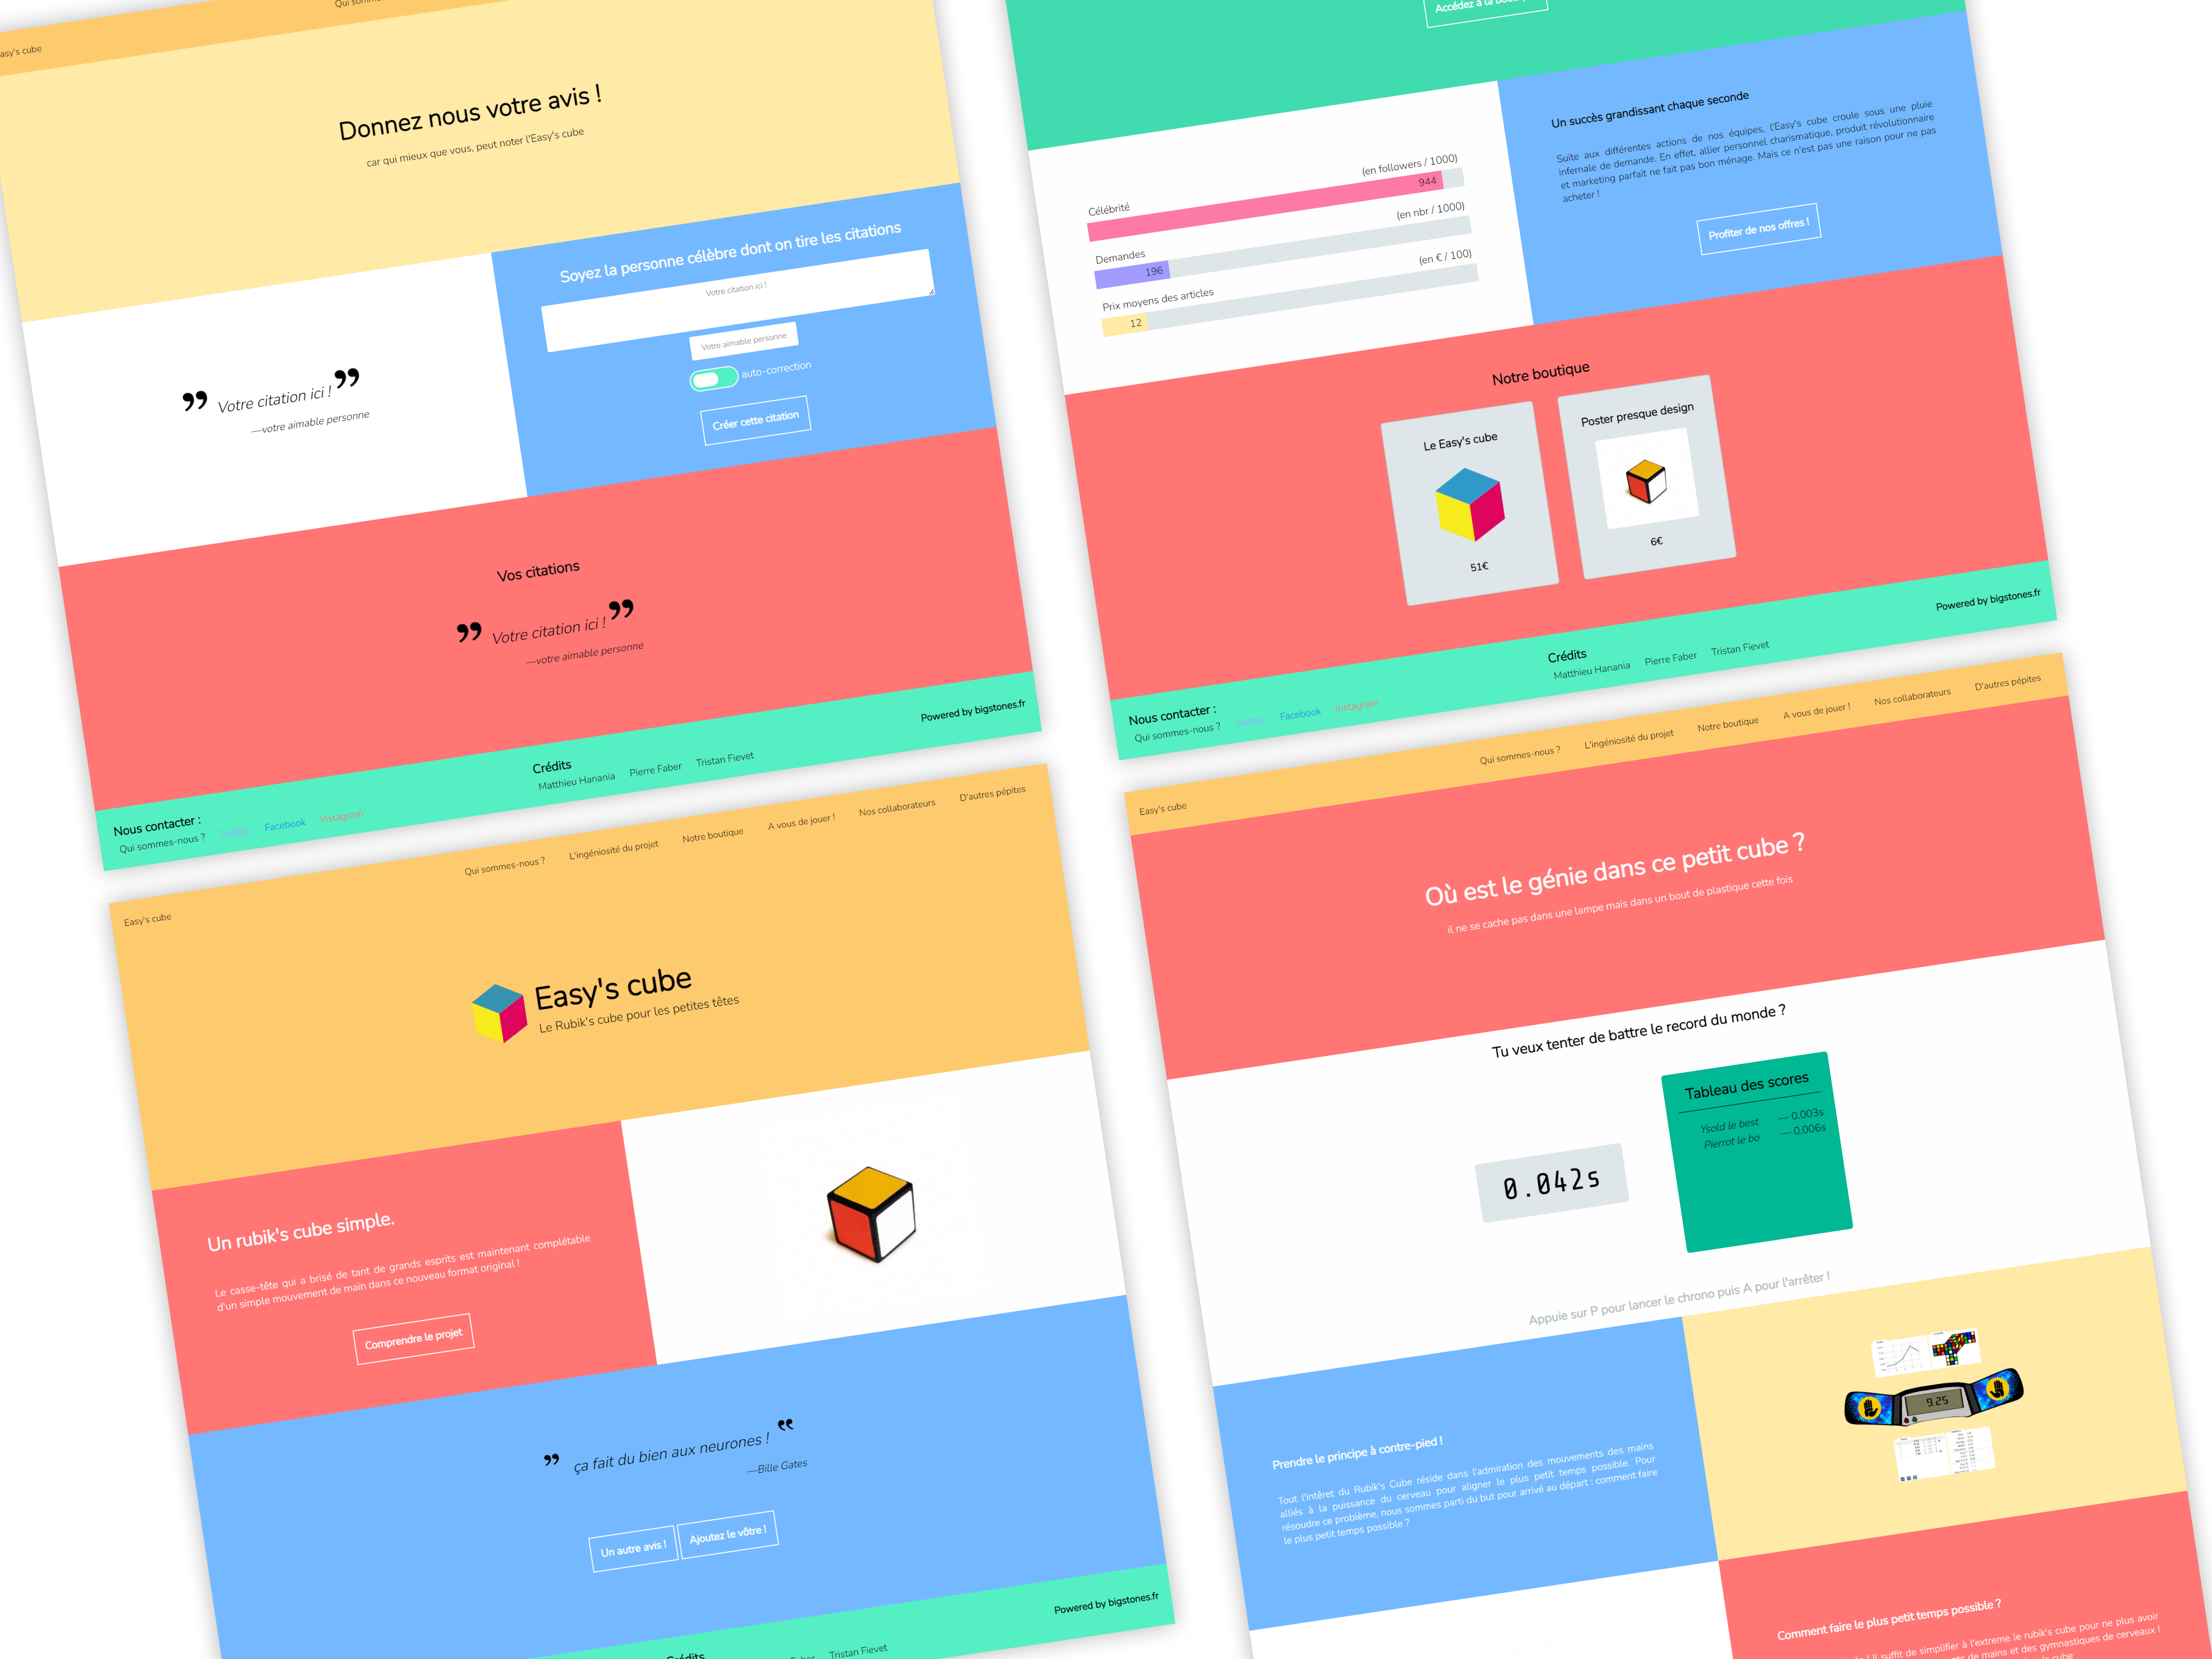 Easy's cube
Donnez nous votre avis !
car qui mieux que vous, peut noter l'Easy's cube
Soyez la personne célèbre dont on tire les citations
Votre citation ici !
Votre aimable personne
auto-correction
Créer cette citation
” Votre citation ici ! ”
—votre aimable personne
Vos citations
” Votre citation ici ! ”
—votre aimable personne
Nous contacter :
Qui sommes-nous ? Twitter Facebook Instagram
Crédits
Matthieu Hanania Pierre Faber Tristan Fievet
Powered by bigstones.fr
Accédez à la
Célébrité (en followers / 1000)
944
Demandes (en nbr / 1000)
196
Prix moyens des articles (en € / 100)
12
Un succès grandissant chaque seconde
Suite aux différentes actions de nos équipes, l'Easy's cube croule sous une pluie
infernale de demande. En effet, allier personnel charismatique, produit révolutionnaire
et marketing parfait ne fait pas bon ménage. Mais ce n'est pas une raison pour ne pas
acheter !
Profiter de nos offres !
Notre boutique
Le Easy's cube
51€
Poster presque design
6€
Nous contacter :
Qui sommes-nous ? Twitter Facebook Instagram
Crédits
Matthieu Hanania Pierre Faber Tristan Fievet
Powered by bigstones.fr
Easy's cube
Qui sommes-nous ? L'ingéniosité du projet Notre boutique A vous de jouer ! Nos collaborateurs D'autres pépites
Easy's cube
Le Rubik's cube pour les petites têtes
Un rubik's cube simple.
Le casse-tête qui a brisé de tant de grands esprits est maintenant complétable
d'un simple mouvement de main dans ce nouveau format original !
Comprendre le projet
” ça fait du bien aux neurones ! “
—Bille Gates
Un autre avis !
Ajoutez le vôtre !
Crédits
Tristan Fievet
Powered by bigstones.fr
Easy's cube
Qui sommes-nous ? L'ingéniosité du projet Notre boutique A vous de jouer ! Nos collaborateurs D'autres pépites
Où est le génie dans ce petit cube ?
il ne se cache pas dans une lampe mais dans un bout de plastique cette fois
Tu veux tenter de battre le record du monde ?
0.042s
Tableau des scores
Ysold le best — 0.003s
Pierrot le bo — 0.006s
Appuie sur P pour lancer le chrono puis A pour l'arrêter !
Prendre le principe à contre-pied !
Tout l'intêret du Rubik's Cube réside dans l'admiration des mouvements des mains
alliés à la puissance du cerveau pour aligner le plus petit temps possible. Pour
résoudre ce problème, nous sommes parti du but pour arrivé au départ : comment faire
le plus petit temps possible ?
9.25
Comment faire le plus petit temps possible ?
! Il suffit de simplifier à l'extreme le rubik's cube pour ne plus avoir
de mains et des gymnastiques de cerveaux !
cube